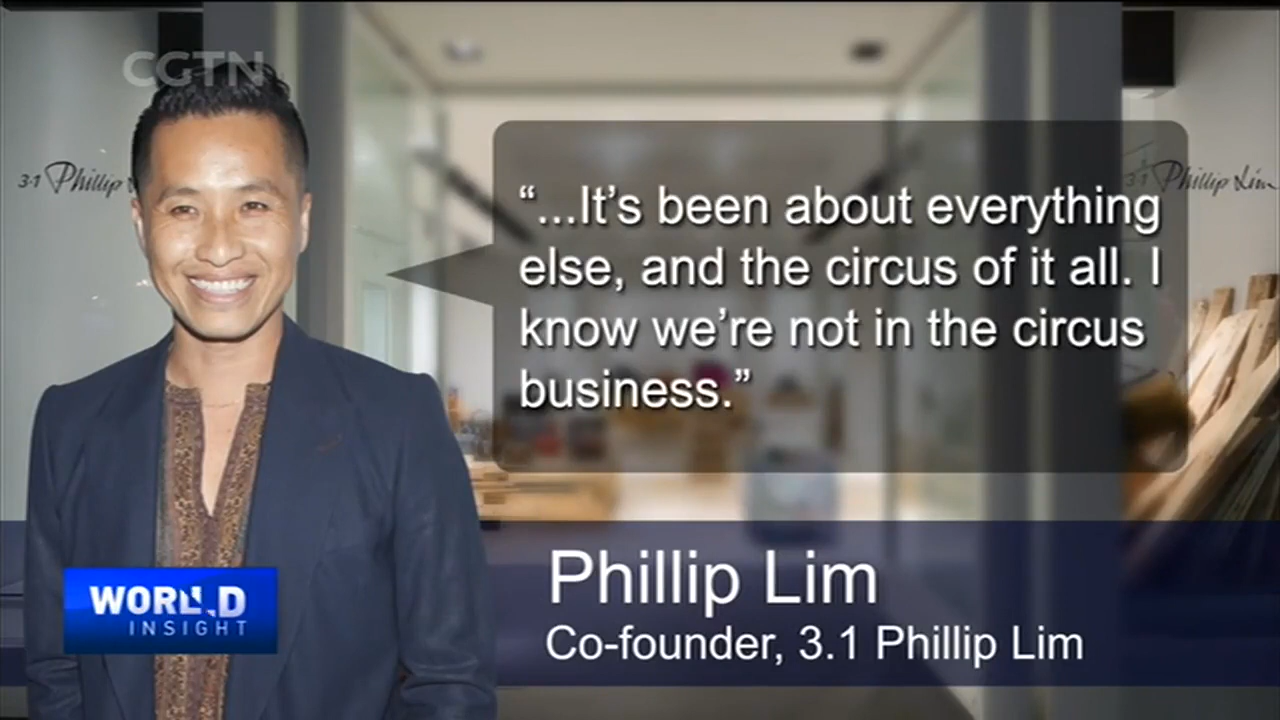 CGTN
3·1 Phillip
3·1 Phillip Lim
“...It’s been about everything
else, and the circus of it all. I
know we’re not in the circus
business.”
Phillip Lim
Co-founder, 3.1 Phillip Lim
WORLD
INSIGHT